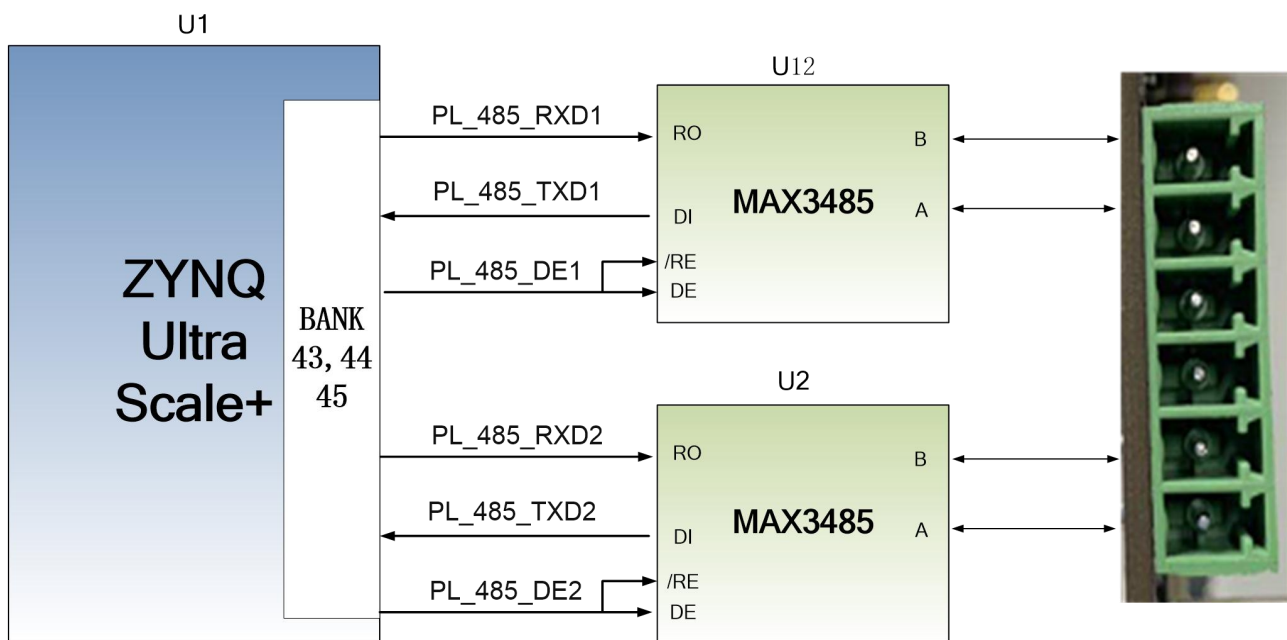 U1
ZYNQ
Ultra
Scale+
BANK
43, 44
45
PL_485_RXD1
PL_485_TXD1
PL_485_DE1
U12
RO
DI
/RE
DE
MAX3485
B
A
PL_485_RXD2
PL_485_TXD2
PL_485_DE2
U2
RO
DI
/RE
DE
MAX3485
B
A